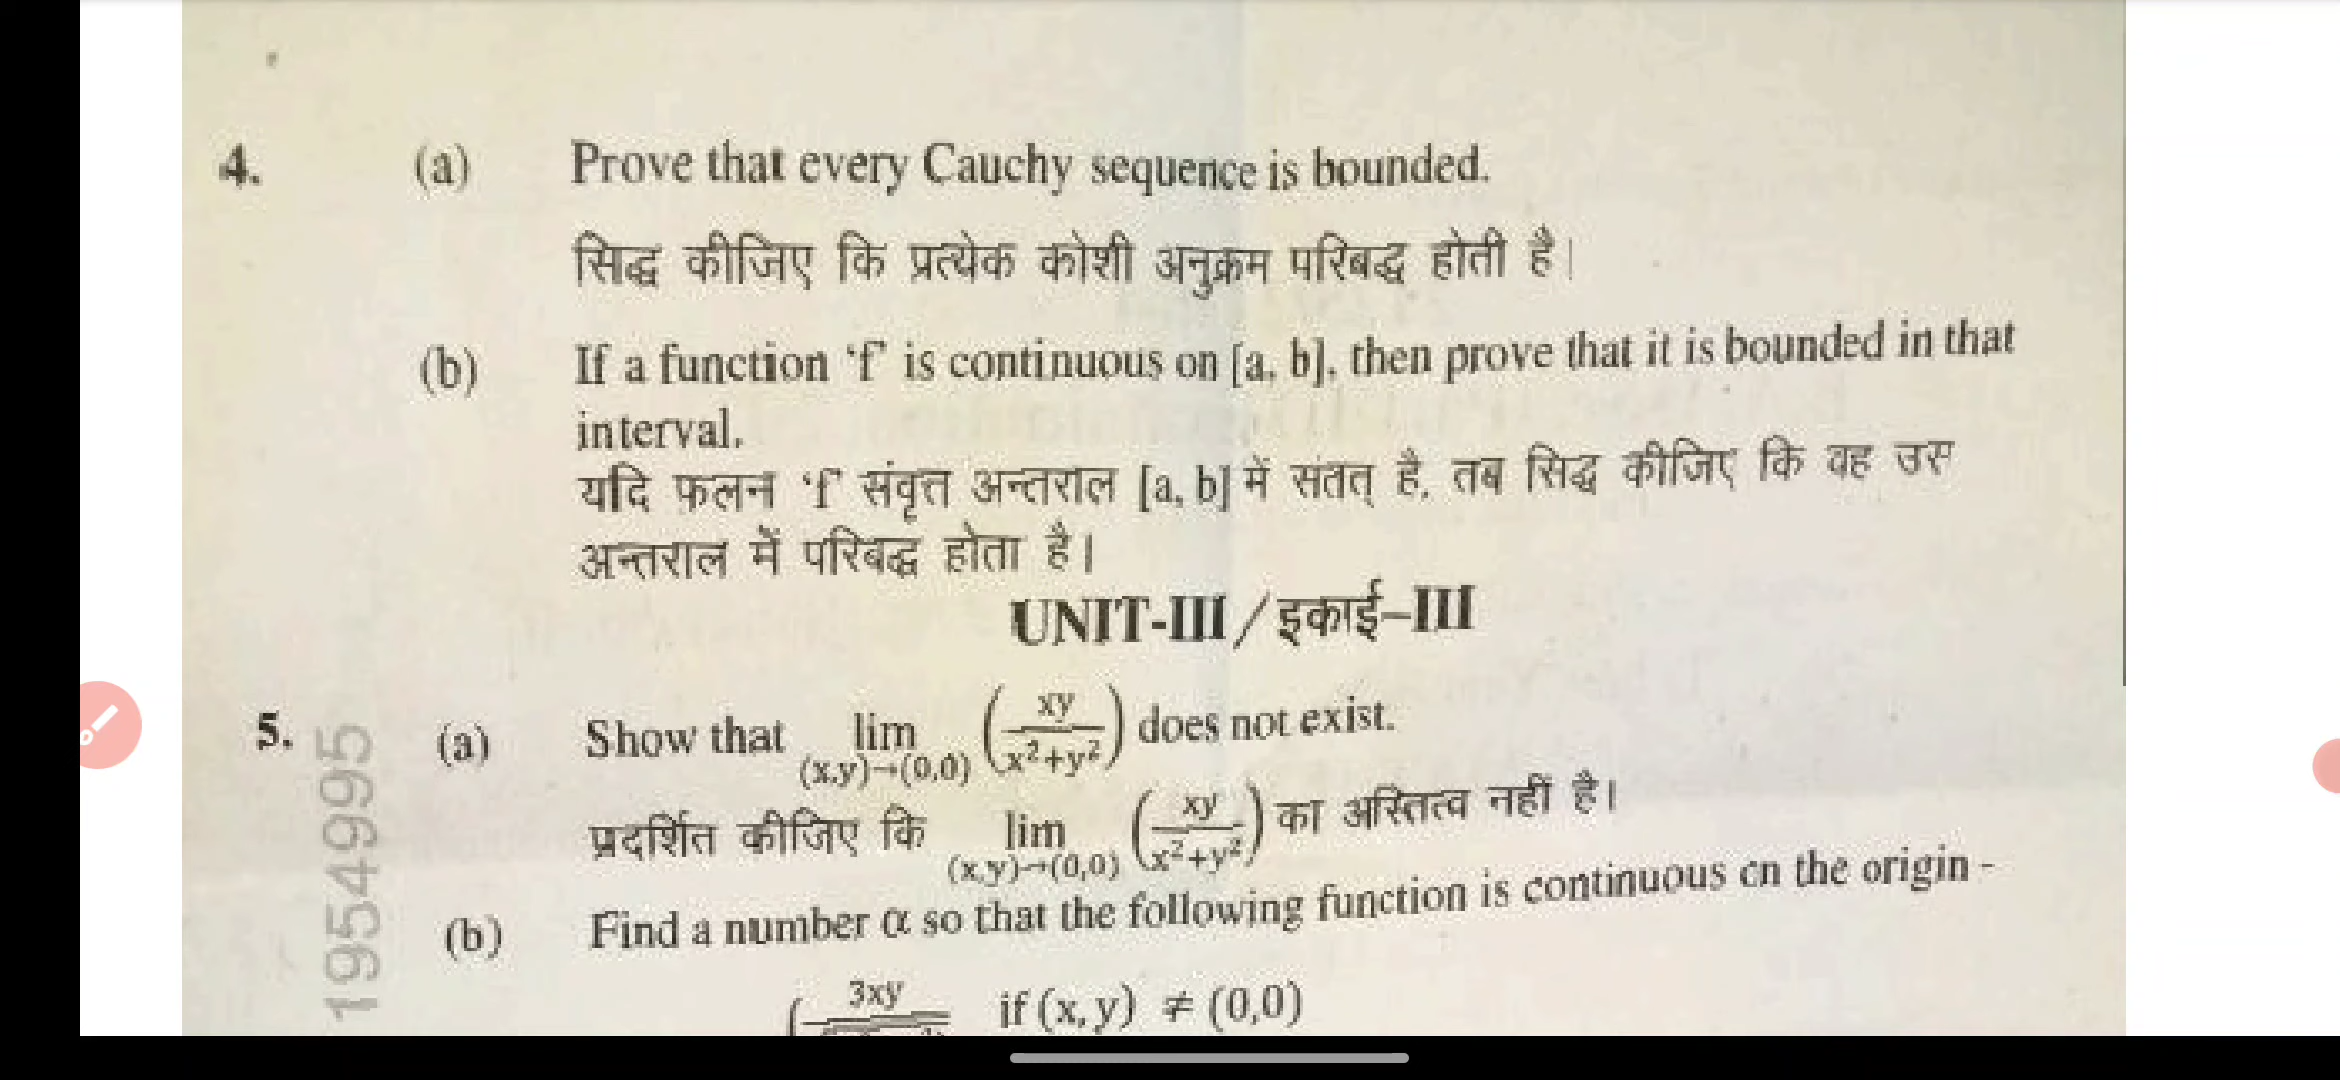 4. (a) Prove that every Cauchy sequence is bounded.
सिद्ध कीजिए कि प्रत्येक कोशी अनुक्रम परिबद्ध होती है।
(b) If a function ‘f’ is continuous on [a, b], then prove that it is bounded in that
interval.
यदि फलन ‘f’ संवृत्त अन्तराल [a, b] में संतत् है, तब सिद्ध कीजिए कि वह उस
अन्तराल में परिबद्ध होता है।
UNIT-III / इकाई–III
5. (a) Show that lim (x,y)→(0,0) (xy/(x²+y²)) does not exist.
प्रदर्शित कीजिए कि lim (x,y)→(0,0) (xy/(x²+y²)) का अस्तित्व नहीं है।
(b) Find a number α so that the following function is continuous on the origin -
3xy if (x, y) ≠ (0,0)
19549995